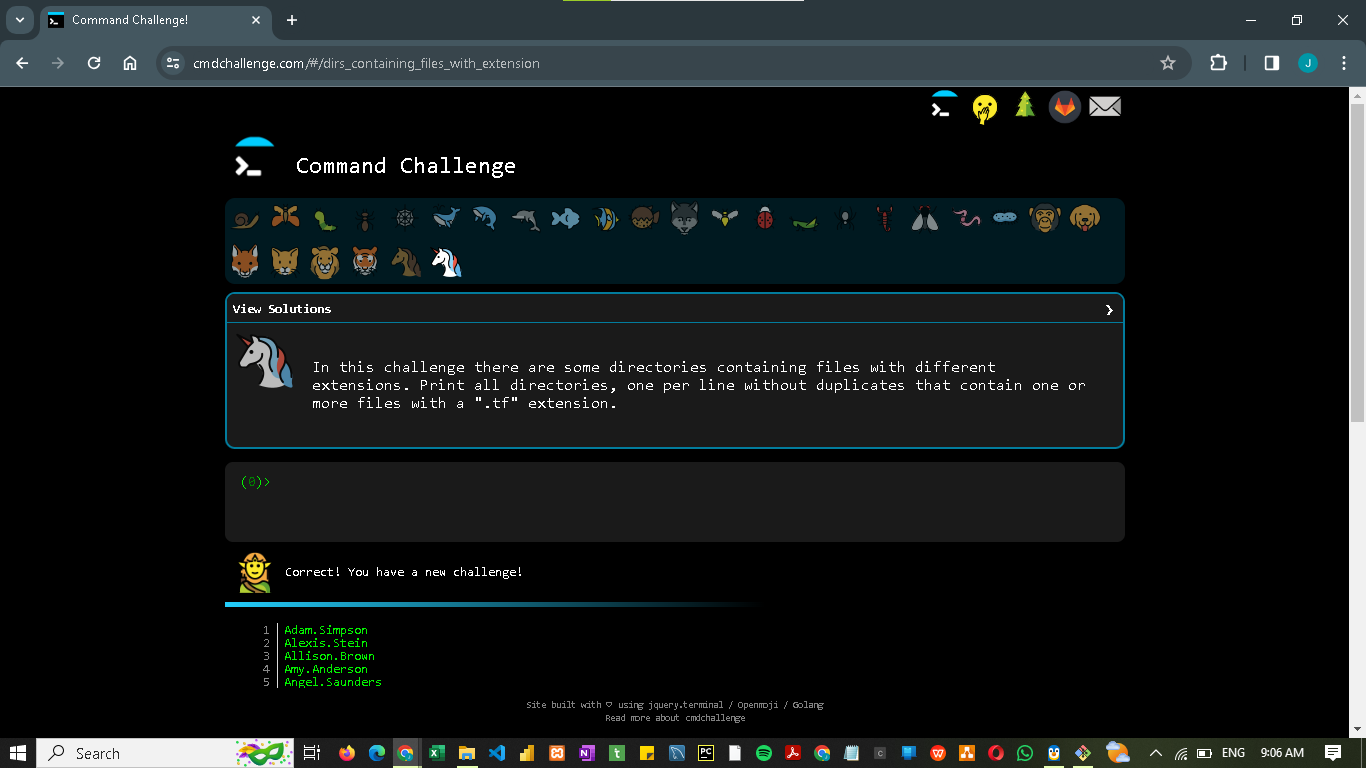 Command Challenge!
cmdchallenge.com/#/dirs_containing_files_with_extension
J
Command Challenge
View Solutions
In this challenge there are some directories containing files with different
extensions. Print all directories, one per line without duplicates that contain one or
more files with a ".tf" extension.
(0)>
Correct! You have a new challenge!
1 Adam.Simpson
2 Alexis.Stein
3 Allison.Brown
4 Amy.Anderson
5 Angel.Saunders
Site built with ♡ using jquery.terminal / Openmoji / Golang
Read more about cmdchallenge
Search
ENG
9:06 AM